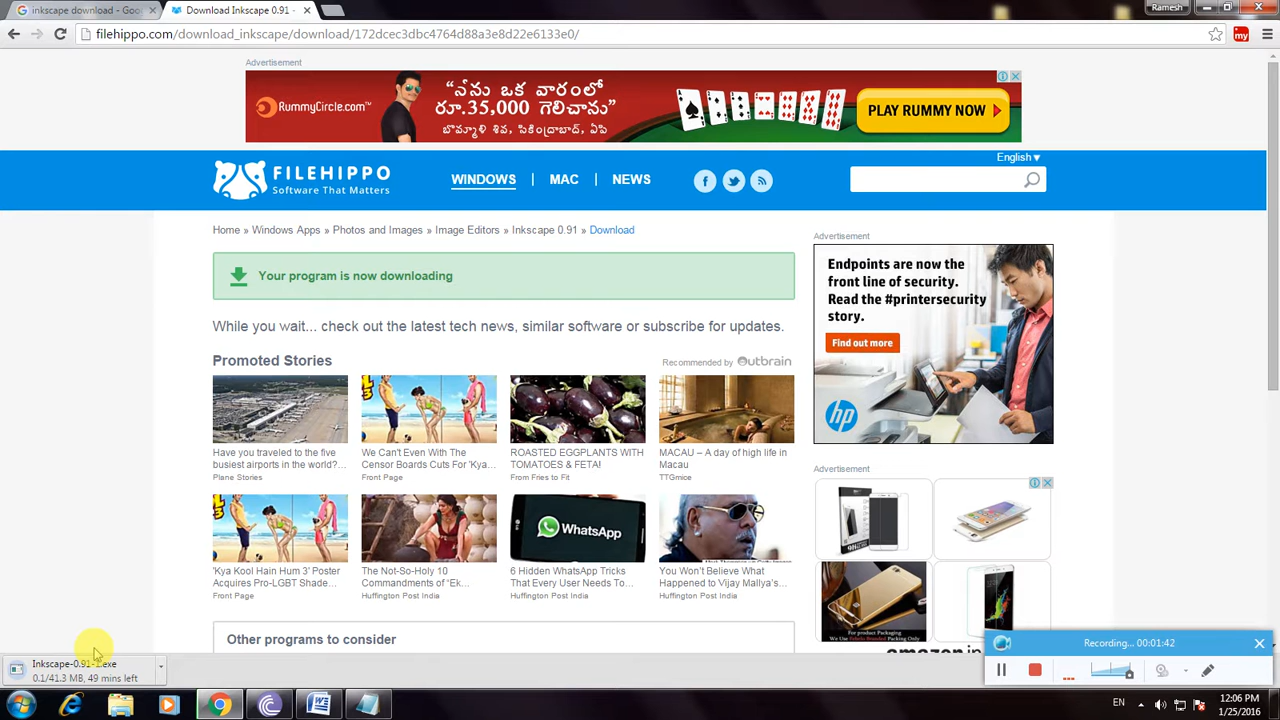 inkscape download - Goo
Download Inkscape 0.91 -
Ramesh
filehippo.com/download_inkscape/download/172dcec3dbc4764d88a3e8d22e6133e0/
my
Advertisement
RummyCircle.com™
“నేను ఒక వారంలో
రూ.35,000 గెలిచాను”
బొమ్మాళి శివ, సికింద్రాబాద్, ఏపి
PLAY RUMMY NOW
English
FILEHIPPO
Software That Matters
WINDOWS
MAC
NEWS
Home » Windows Apps » Photos and Images » Image Editors » Inkscape 0.91 » Download
Your program is now downloading
While you wait... check out the latest tech news, similar software or subscribe for updates.
Promoted Stories
Recommended by Outbrain
Have you traveled to the five
busiest airports in the world?...
Plane Stories
We Can't Even With The
Censor Boards Cuts For 'Kya...
Front Page
ROASTED EGGPLANTS WITH
TOMATOES & FETA!
From Fries to Fit
MACAU – A day of high life in
Macau
TTGmice
'Kya Kool Hain Hum 3' Poster
Acquires Pro-LGBT Shade...
Front Page
The Not-So-Holy 10
Commandments of "Ek...
Huffington Post India
WhatsApp
6 Hidden WhatsApp Tricks
That Every User Needs To...
Huffington Post India
You Won't Believe What
Happened to Vijay Mallya's...
Huffington Post India
Other programs to consider
Advertisement
Endpoints are now the
front line of security.
Read the #printersecurity
story.
Find out more
hp
Advertisement
For product Packaging
Recording... 00:01:42
0.1/41.3 MB, 49 mins left
EN
12:06 PM
1/25/2016